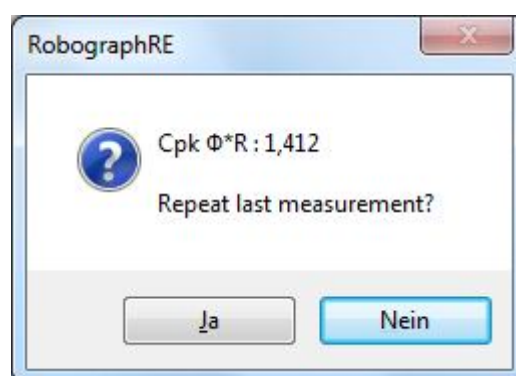 RobographRE
Cpk Φ*R : 1,412
Repeat last measurement?
Ja
Nein